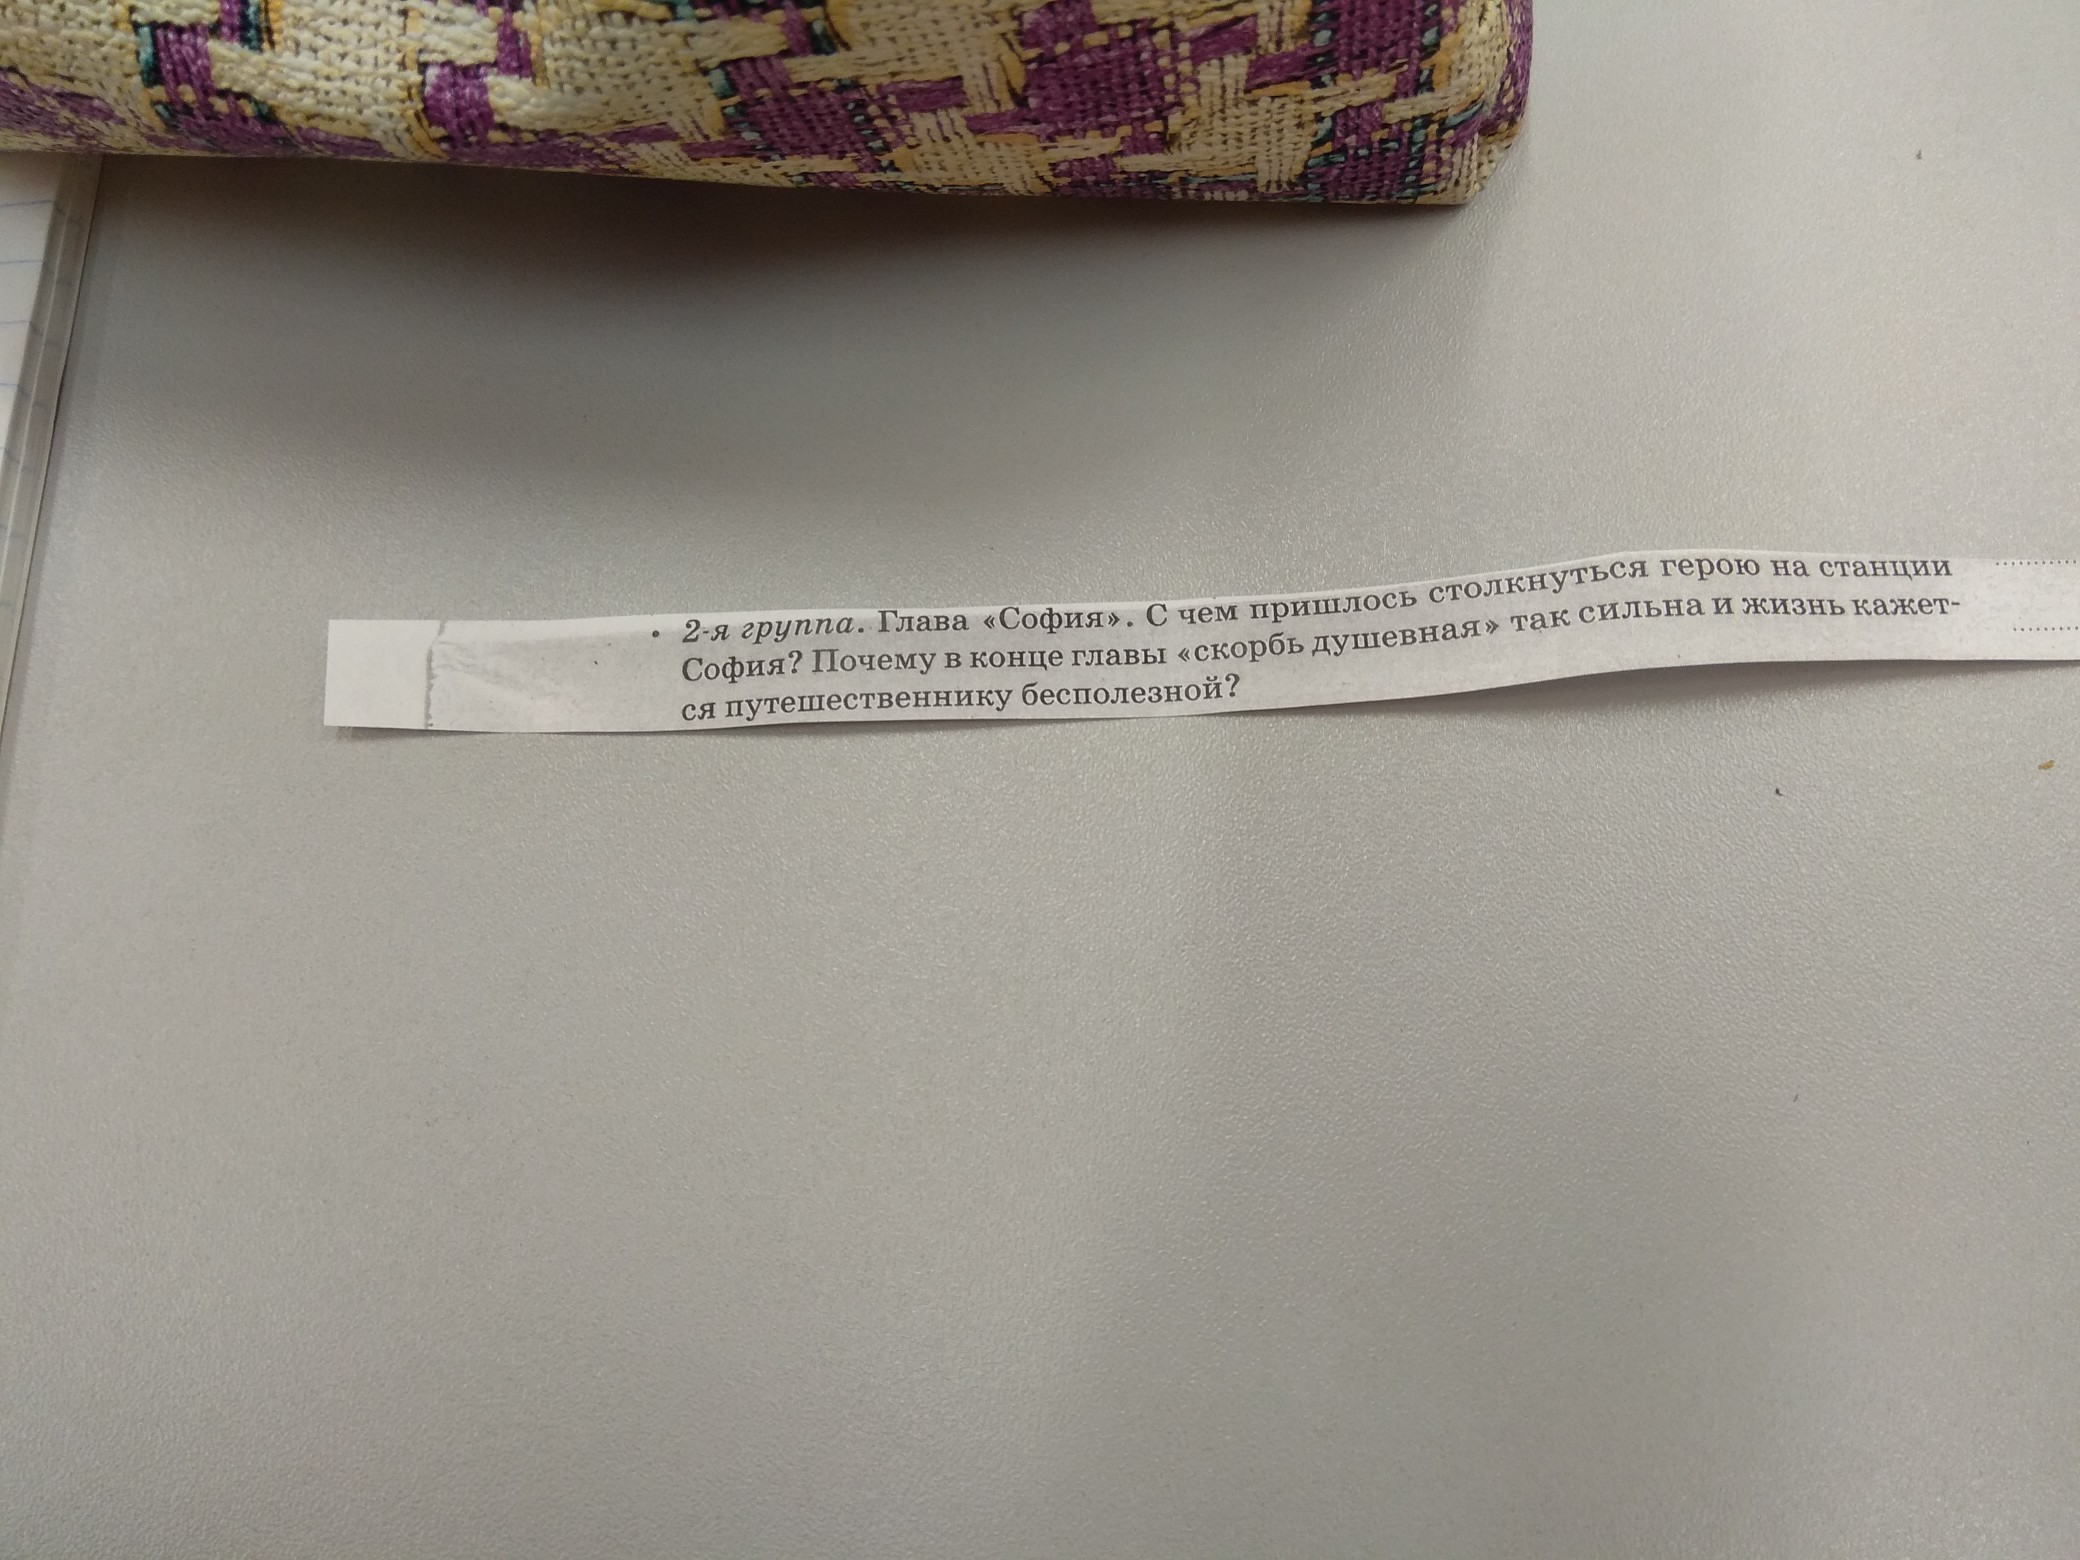 • 2-я группа. Глава «София». С чем пришлось столкнуться герою на станции
София? Почему в конце главы «скорбь душевная» так сильна и жизнь кажет-
ся путешественнику бесполезной?